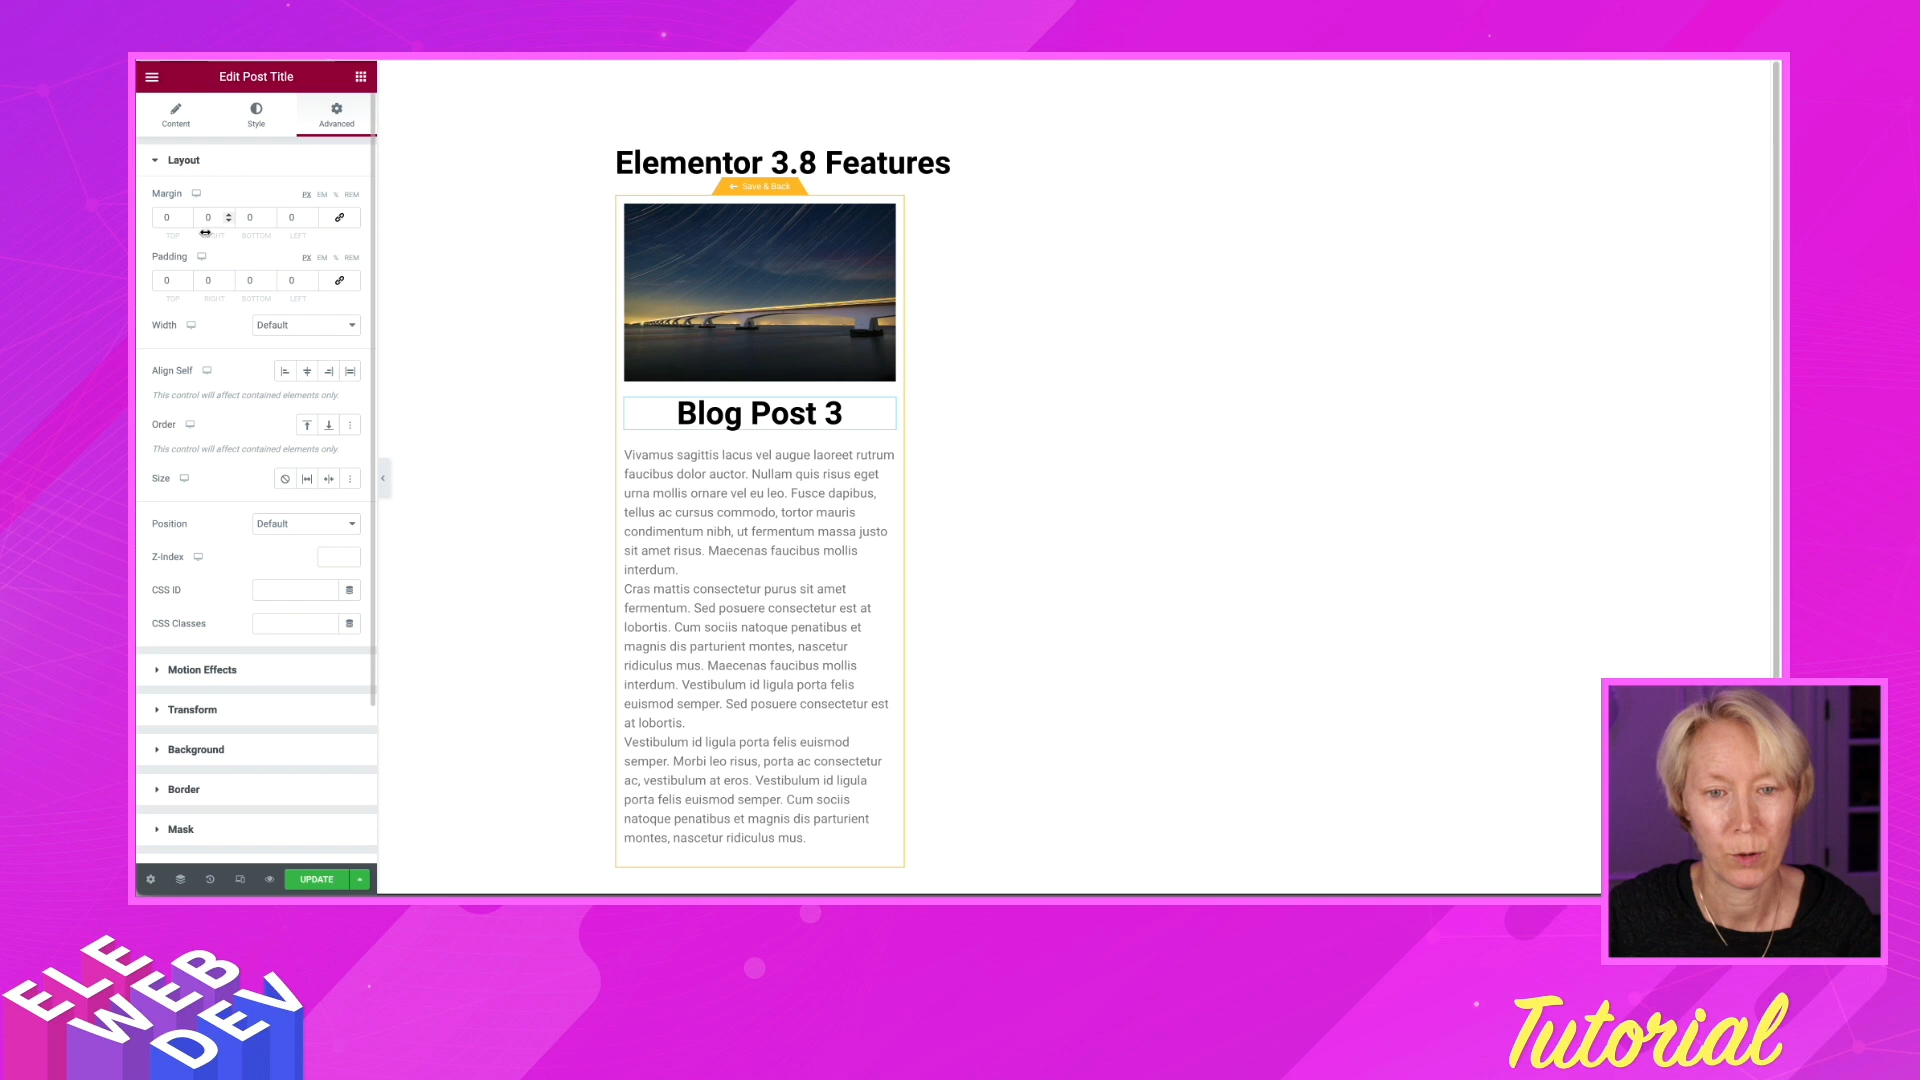 Edit Post Title
Content
Style
Advanced
Layout
Margin
PX EM % REM
0 0 0 0
TOP
BOTTOM
LEFT
Padding
PX EM % REM
0 0 0 0
TOP RIGHT BOTTOM LEFT
Width
Default
Align Self
This control will affect contained elements only.
Order
This control will affect contained elements only.
Size
Position
Default
Z-Index
CSS ID
CSS Classes
Motion Effects
Transform
Background
Border
Mask
UPDATE
Elementor 3.8 Features
Save & Back
Blog Post 3
Vivamus sagittis lacus vel augue laoreet rutrum
faucibus dolor auctor. Nullam quis risus eget
urna mollis ornare vel eu leo. Fusce dapibus,
tellus ac cursus commodo, tortor mauris
condimentum nibh, ut fermentum massa justo
sit amet risus. Maecenas faucibus mollis
interdum.
Cras mattis consectetur purus sit amet
fermentum. Sed posuere consectetur est at
lobortis. Cum sociis natoque penatibus et
magnis dis parturient montes, nascetur
ridiculus mus. Maecenas faucibus mollis
interdum. Vestibulum id ligula porta felis
euismod semper. Sed posuere consectetur est
at lobortis.
Vestibulum id ligula porta felis euismod
semper. Morbi leo risus, porta ac consectetur
ac, vestibulum at eros. Vestibulum id ligula
porta felis euismod semper. Cum sociis
natoque penatibus et magnis dis parturient
montes, nascetur ridiculus mus.
ELE
WEB
DEV
Tutorial